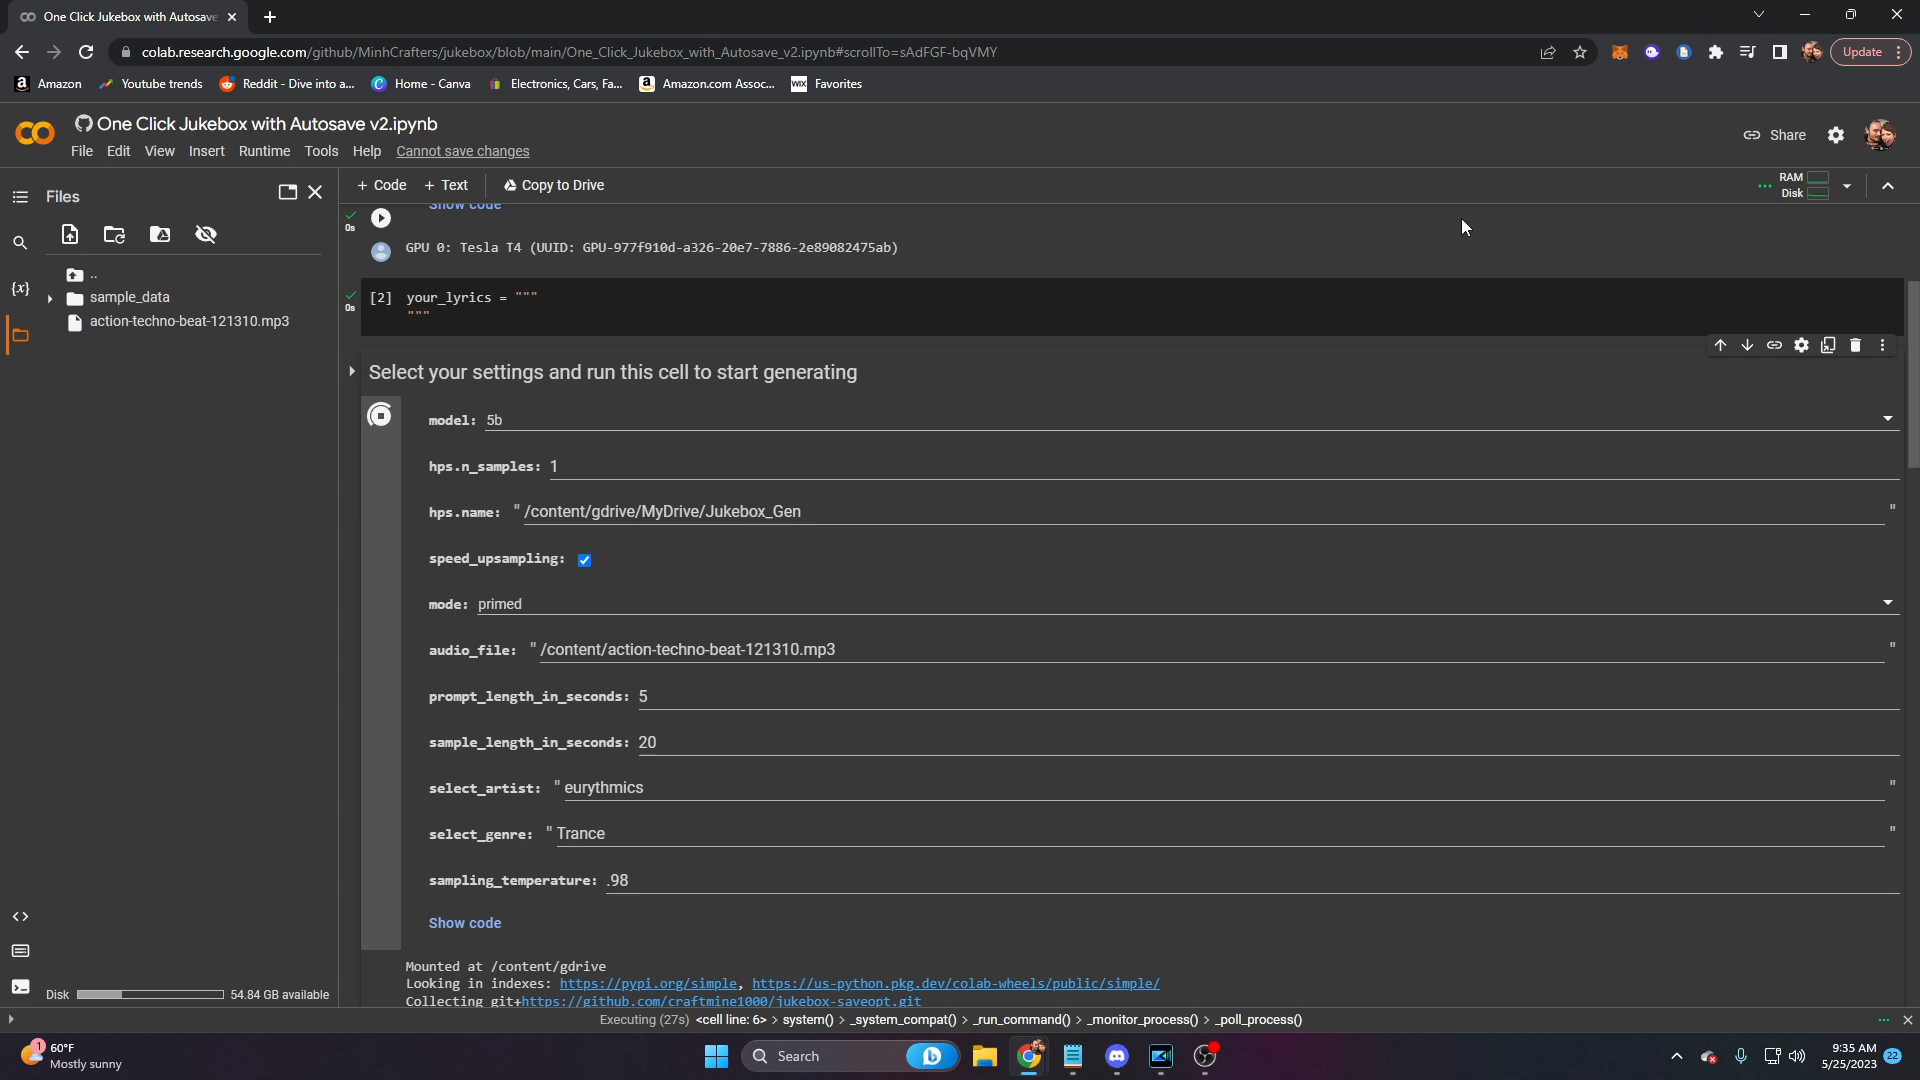 One Click Jukebox with Autosave
colab.research.google.com/github/MinhCrafters/jukebox/blob/main/One_Click_Jukebox_with_Autosave_v2.ipynb#scrollTo=sAdFGF-bqVMY
Update
Amazon
Youtube trends
Reddit - Dive into a...
Home - Canva
Electronics, Cars, Fa...
Amazon.com Assoc...
WIX Favorites
One Click Jukebox with Autosave v2.ipynb
File Edit View Insert Runtime Tools Help Cannot save changes
Share
Files
+ Code + Text Copy to Drive
RAM
Disk
..
sample_data
action-techno-beat-121310.mp3
{x}
Show code
0s
GPU 0: Tesla T4 (UUID: GPU-977f910d-a326-20e7-7886-2e89082475ab)
0s
[2] your_lyrics = """
"""
Select your settings and run this cell to start generating
model: 5b
hps.n_samples: 1
hps.name: "/content/gdrive/MyDrive/Jukebox_Gen"
speed_upsampling:
mode: primed
audio_file: "/content/action-techno-beat-121310.mp3"
prompt_length_in_seconds: 5
sample_length_in_seconds: 20
select_artist: "eurythmics"
select_genre: "Trance"
sampling_temperature: .98
Show code
Mounted at /content/gdrive
Looking in indexes: https://pypi.org/simple, https://us-python.pkg.dev/colab-wheels/public/simple/
Collecting git+https://github.com/craftmine1000/jukebox-saveopt.git
Disk 54.84 GB available
Executing (27s) <cell line: 6> > system() > _system_compat() > _run_command() > _monitor_process() > _poll_process()
1
60°F
Mostly sunny
Search
9:35 AM
5/25/2023
22